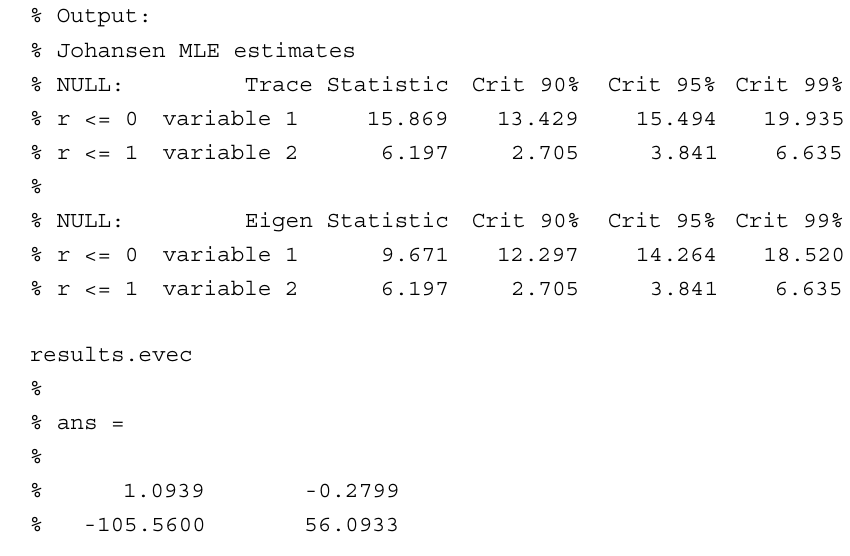 % Output:
% Johansen MLE estimates
% NULL: Trace Statistic Crit 90% Crit 95% Crit 99%
% r <= 0 variable 1 15.869 13.429 15.494 19.935
% r <= 1 variable 2 6.197 2.705 3.841 6.635
%
% NULL: Eigen Statistic Crit 90% Crit 95% Crit 99%
% r <= 0 variable 1 9.671 12.297 14.264 18.520
% r <= 1 variable 2 6.197 2.705 3.841 6.635
results.evec
%
% ans =
%
% 1.0939 -0.2799
% -105.5600 56.0933